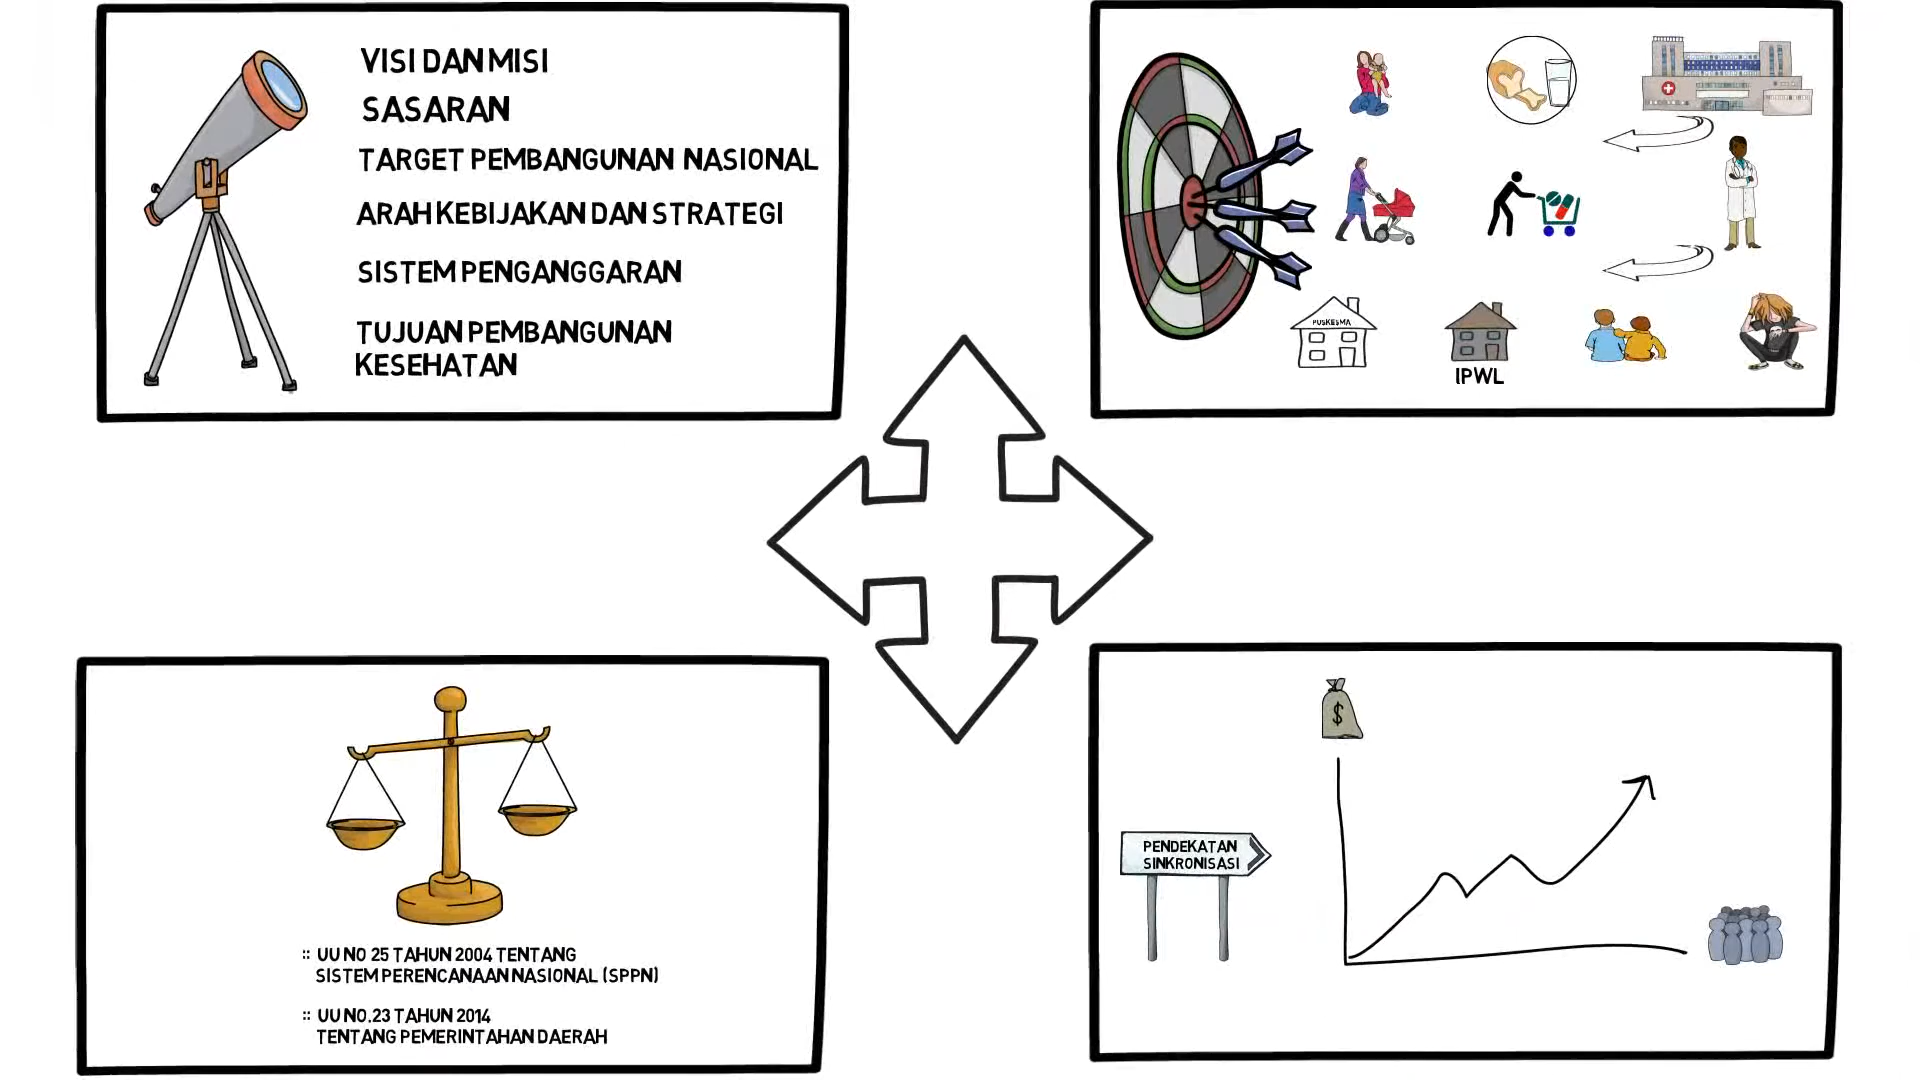 VISI DAN MISI
SASARAN
TARGET PEMBANGUNAN NASIONAL
ARAH KEBIJAKAN DAN STRATEGI
SISTEM PENGANGGARAN
TUJUAN PEMBANGUNAN
KESEHATAN
PUSKESMA
IPWL
:: UU NO 25 TAHUN 2004 TENTANG
SISTEM PERENCANAAN NASIONAL (SPPN)
:: UU NO.23 TAHUN 2014
TENTANG PEMERINTAHAN DAERAH
$
PENDEKATAN
SINKRONISASI